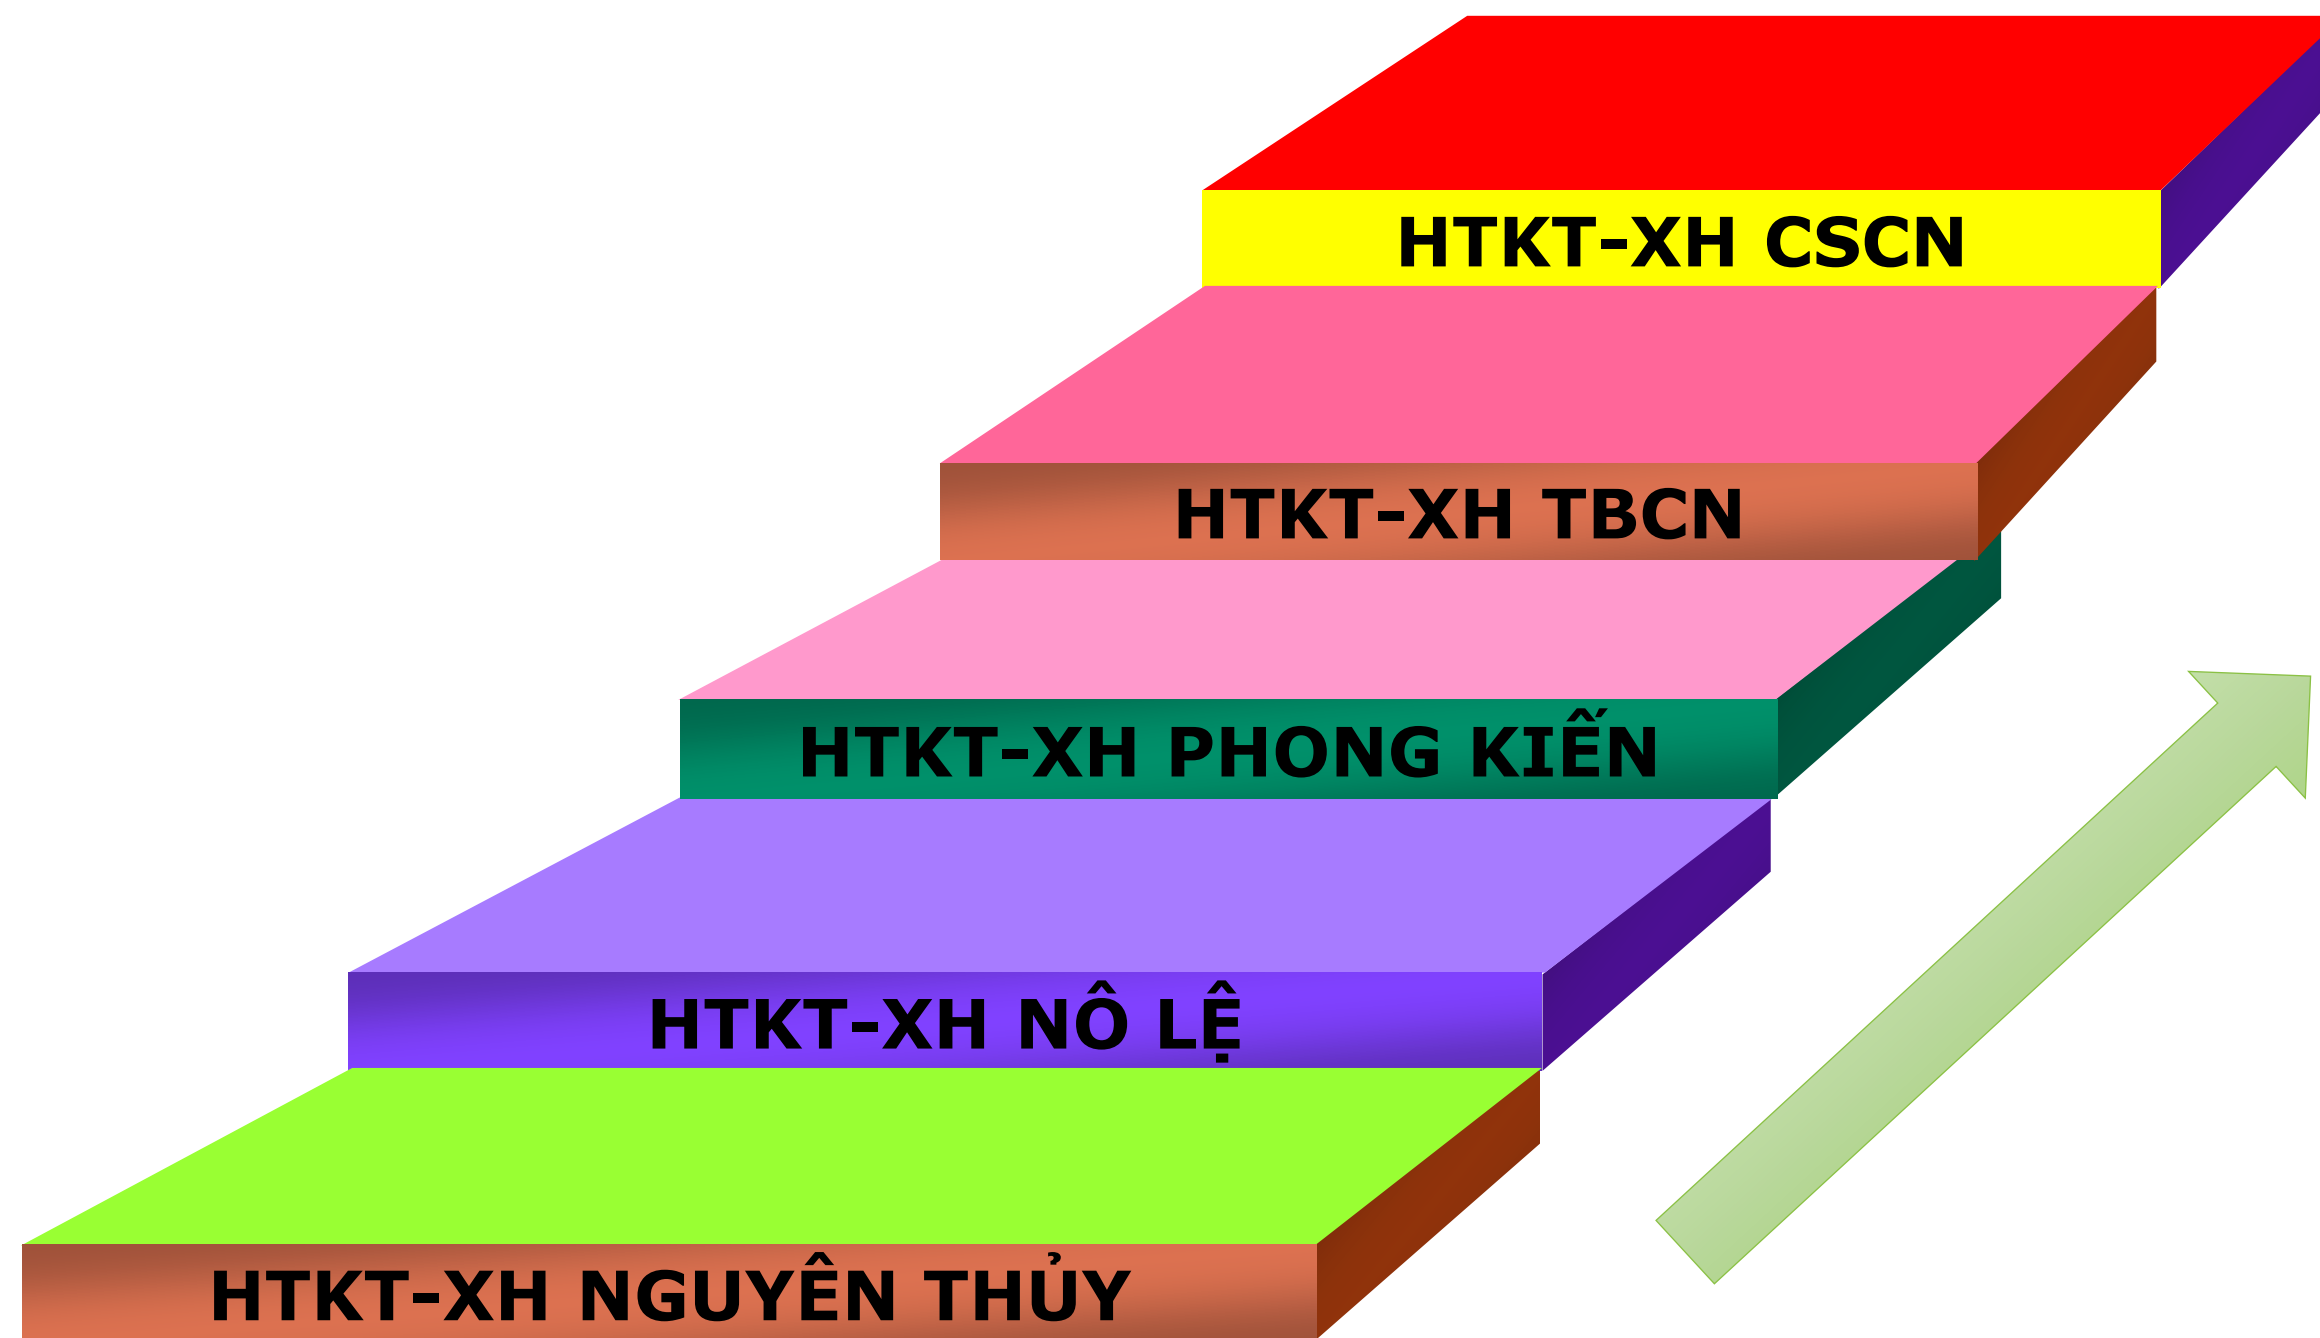 HTKT-XH CSCN
HTKT-XH TBCN
HTKT-XH PHONG KIẾN
HTKT-XH NÔ LỆ
HTKT-XH NGUYÊN THỦY